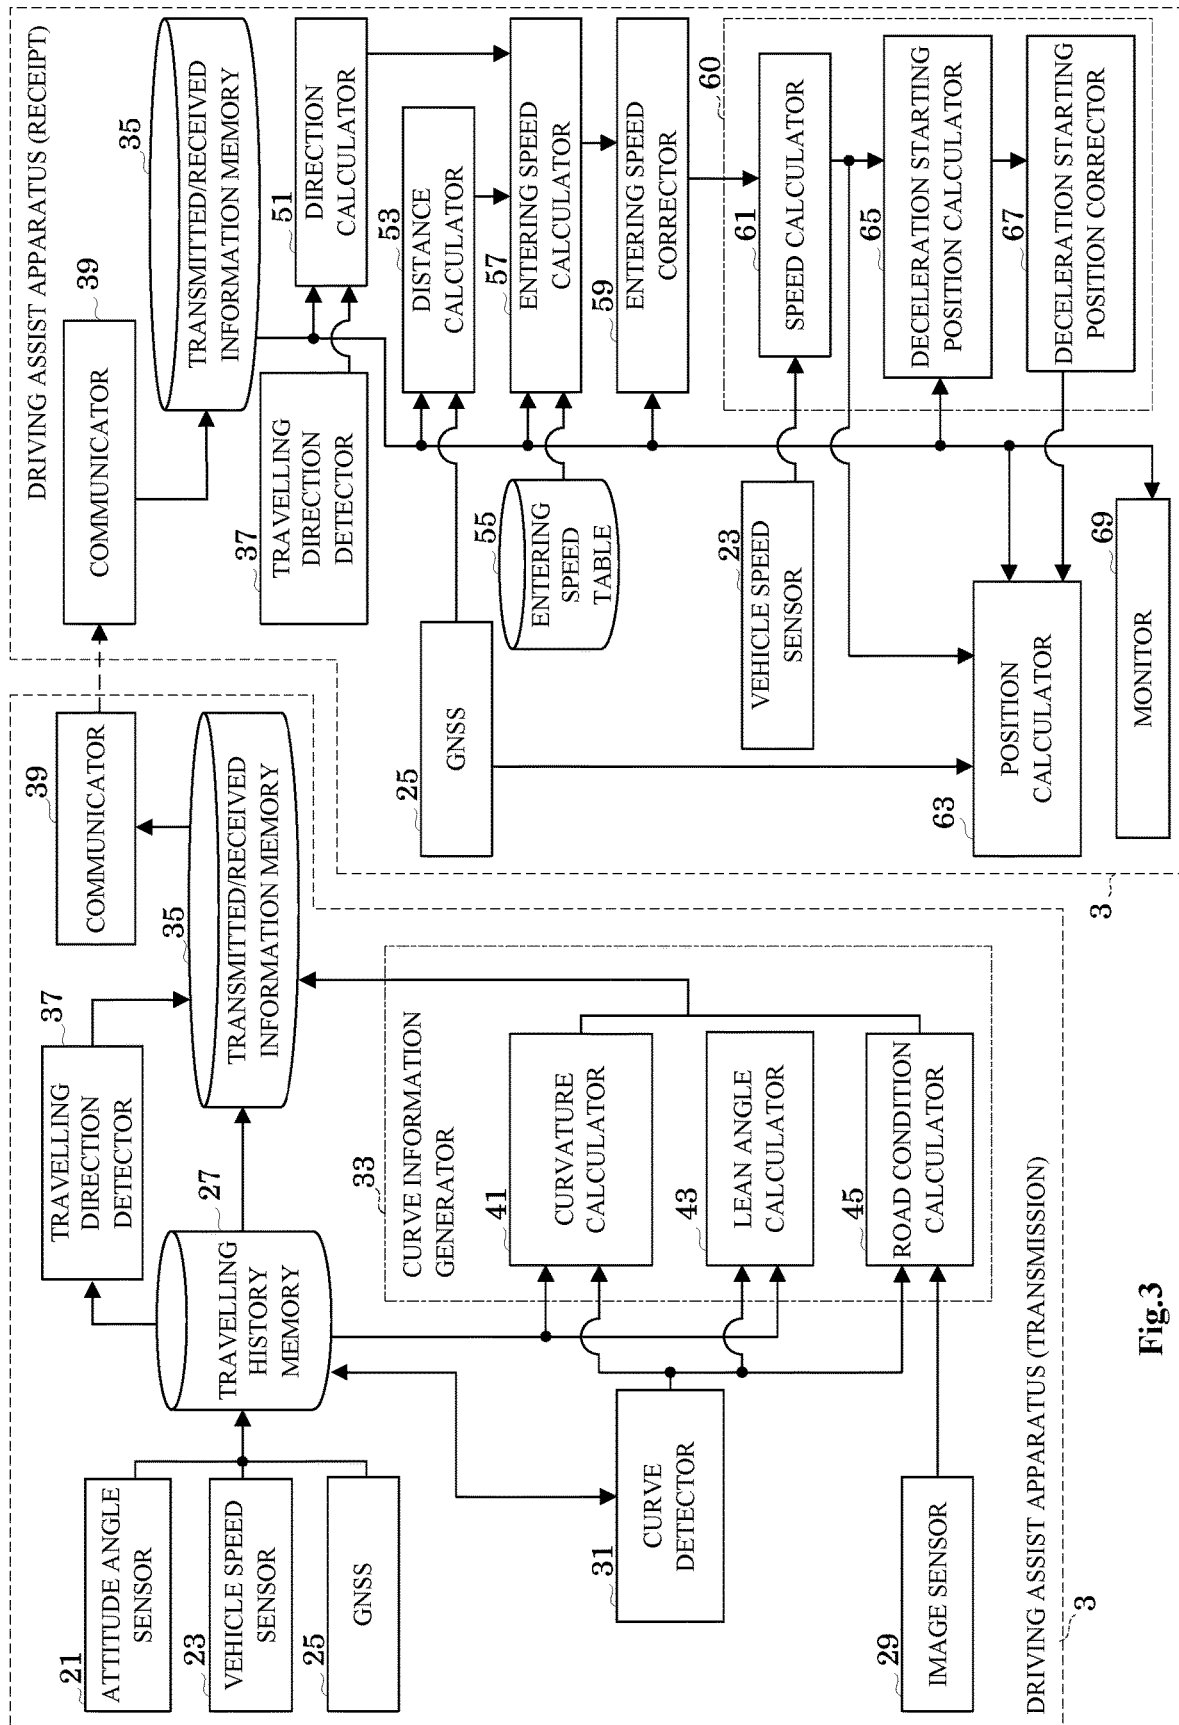 DRIVING ASSIST APPARATUS (TRANSMISSION)
3
21
ATTITUDE ANGLE
SENSOR
23
VEHICLE SPEED
SENSOR
25
GNSS
27
TRAVELLING
HISTORY
MEMORY
37
TRAVELLING
DIRECTION
DETECTOR
35
TRANSMITTED/RECEIVED
INFORMATION MEMORY
39
COMMUNICATOR
31
CURVE
DETECTOR
29
IMAGE SENSOR
33
CURVE INFORMATION
GENERATOR
41
CURVATURE
CALCULATOR
43
LEAN ANGLE
CALCULATOR
45
ROAD CONDITION
CALCULATOR
DRIVING ASSIST APPARATUS (RECEIPT)
3
39
COMMUNICATOR
35
TRANSMITTED/RECEIVED
INFORMATION MEMORY
37
TRAVELLING
DIRECTION
DETECTOR
51
DIRECTION
CALCULATOR
25
GNSS
53
DISTANCE
CALCULATOR
55
ENTERING
SPEED
TABLE
57
ENTERING SPEED
CALCULATOR
59
ENTERING SPEED
CORRECTOR
60
23
VEHICLE SPEED
SENSOR
61
SPEED CALCULATOR
65
DECELERATION STARTING
POSITION CALCULATOR
67
DECELERATION STARTING
POSITION CORRECTOR
63
POSITION
CALCULATOR
69
MONITOR
Fig.3